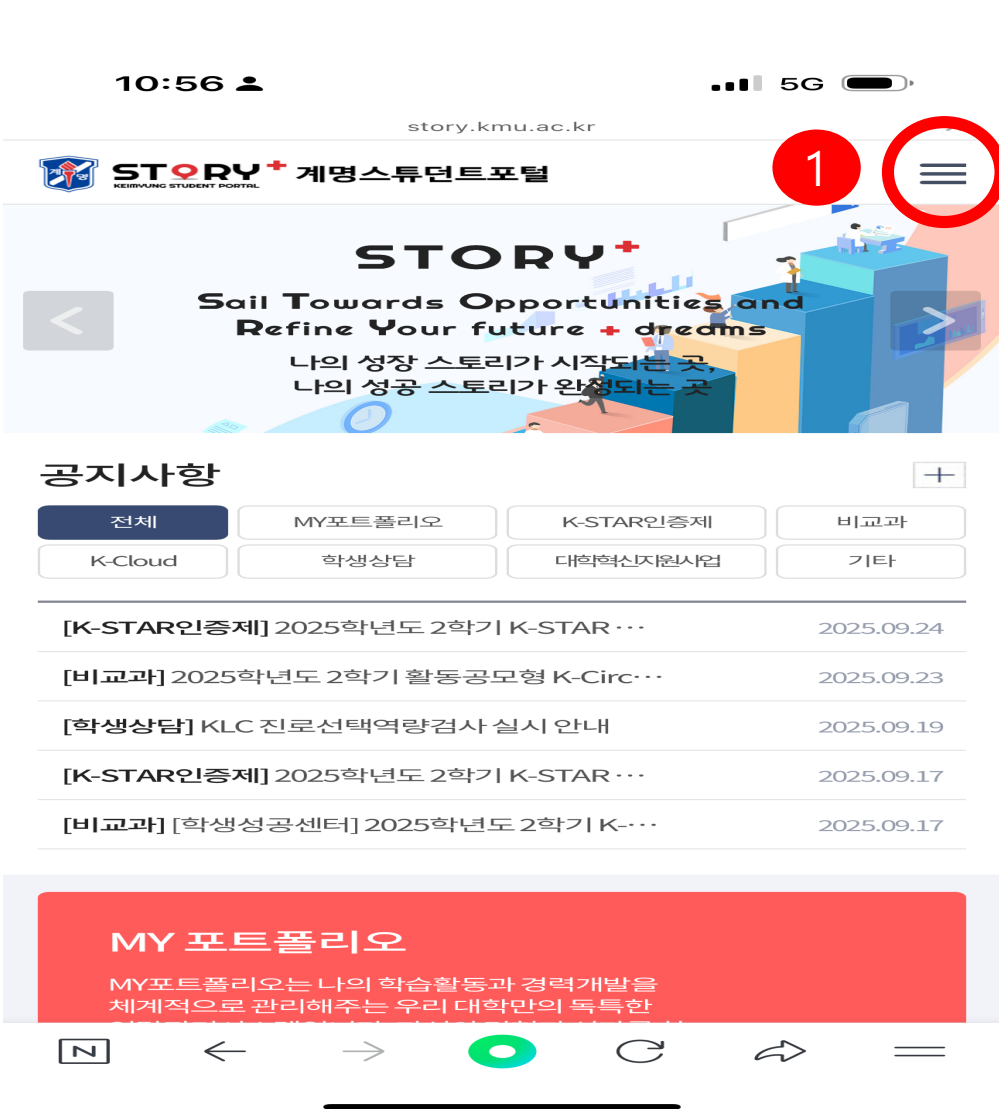 10:56
5G
story.kmu.ac.kr
1
계명
STORY+ 계명스튜던트포털
KEIMYUNG STUDENT PORTAL
STORY+
Sail Towards Opportunities and
Refine Your future + dreams
나의 성장 스토리가 시작되는 곳,
나의 성공 스토리가 완성되는 곳
공지사항
전체 MY포트폴리오 K-STAR인증제 비교과
K-Cloud 학생상담 대학혁신지원사업 기타
[K-STAR인증제] 2025학년도 2학기 K-STAR ··· 2025.09.24
[비교과] 2025학년도 2학기 활동공모형 K-Circ··· 2025.09.23
[학생상담] KLC 진로선택역량검사 실시 안내 2025.09.19
[K-STAR인증제] 2025학년도 2학기 K-STAR ··· 2025.09.17
[비교과] [학생성공센터] 2025학년도 2학기 K-··· 2025.09.17
MY 포트폴리오
MY포트폴리오는 나의 학습활동과 경력개발을
체계적으로 관리해주는 우리 대학만의 독특한
N